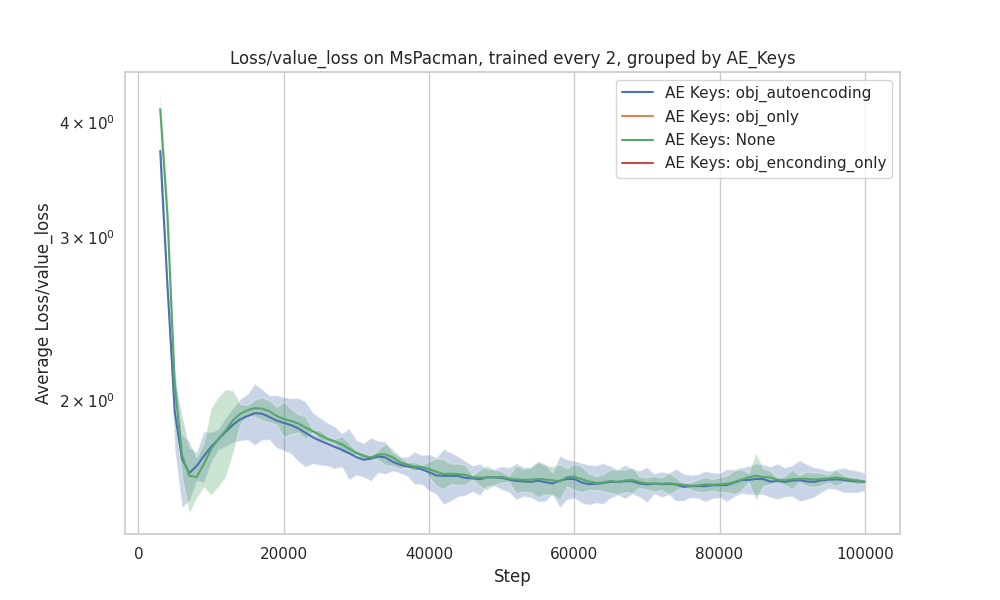 Loss/value_loss on MsPacman, trained every 2, grouped by AE_Keys
AE Keys: obj_autoencoding
AE Keys: obj_only
AE Keys: None
AE Keys: obj_enconding_only
Average Loss/value_loss
4 × 10⁰
3 × 10⁰
2 × 10⁰
0 20000 40000 60000 80000 100000
Step